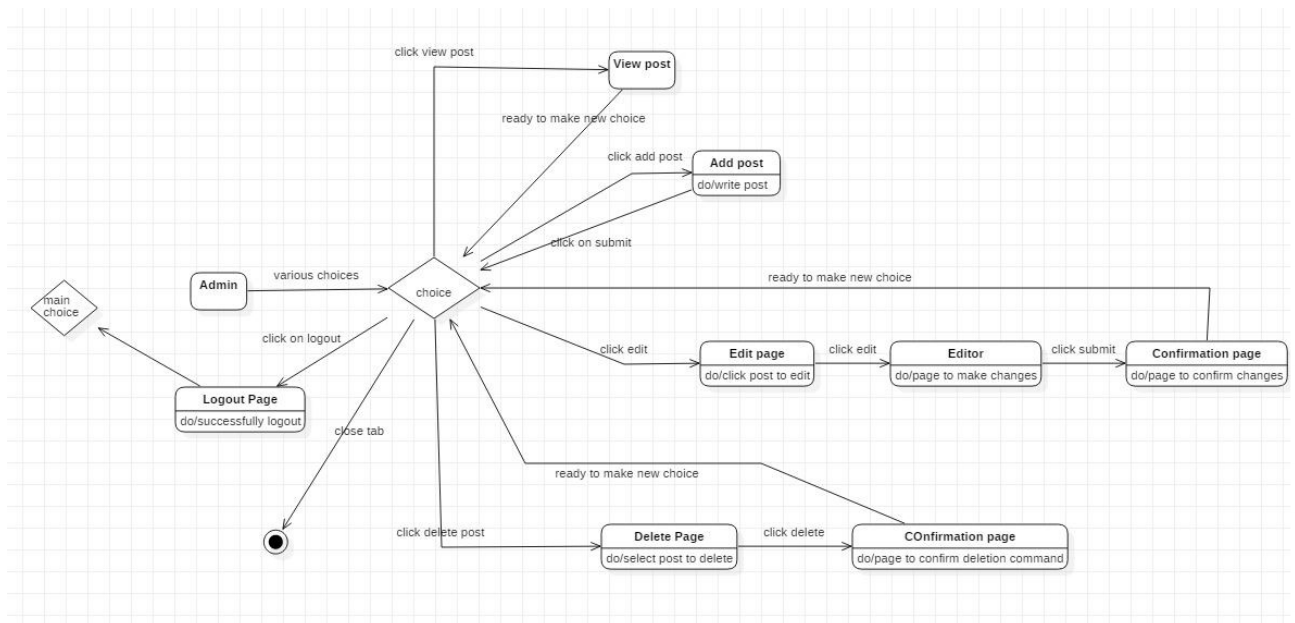 click view post
View post
ready to make new choice
click add post
Add post
do/write post
click on submit
ready to make new choice
various choices
Admin
choice
main
choice
click on logout
click edit
Edit page
do/click post to edit
click edit
Editor
do/page to make changes
click submit
Confirmation page
do/page to confirm changes
Logout Page
do/successfully logout
close tab
ready to make new choice
click delete post
Delete Page
do/select post to delete
click delete
COnfirmation page
do/page to confirm deletion command